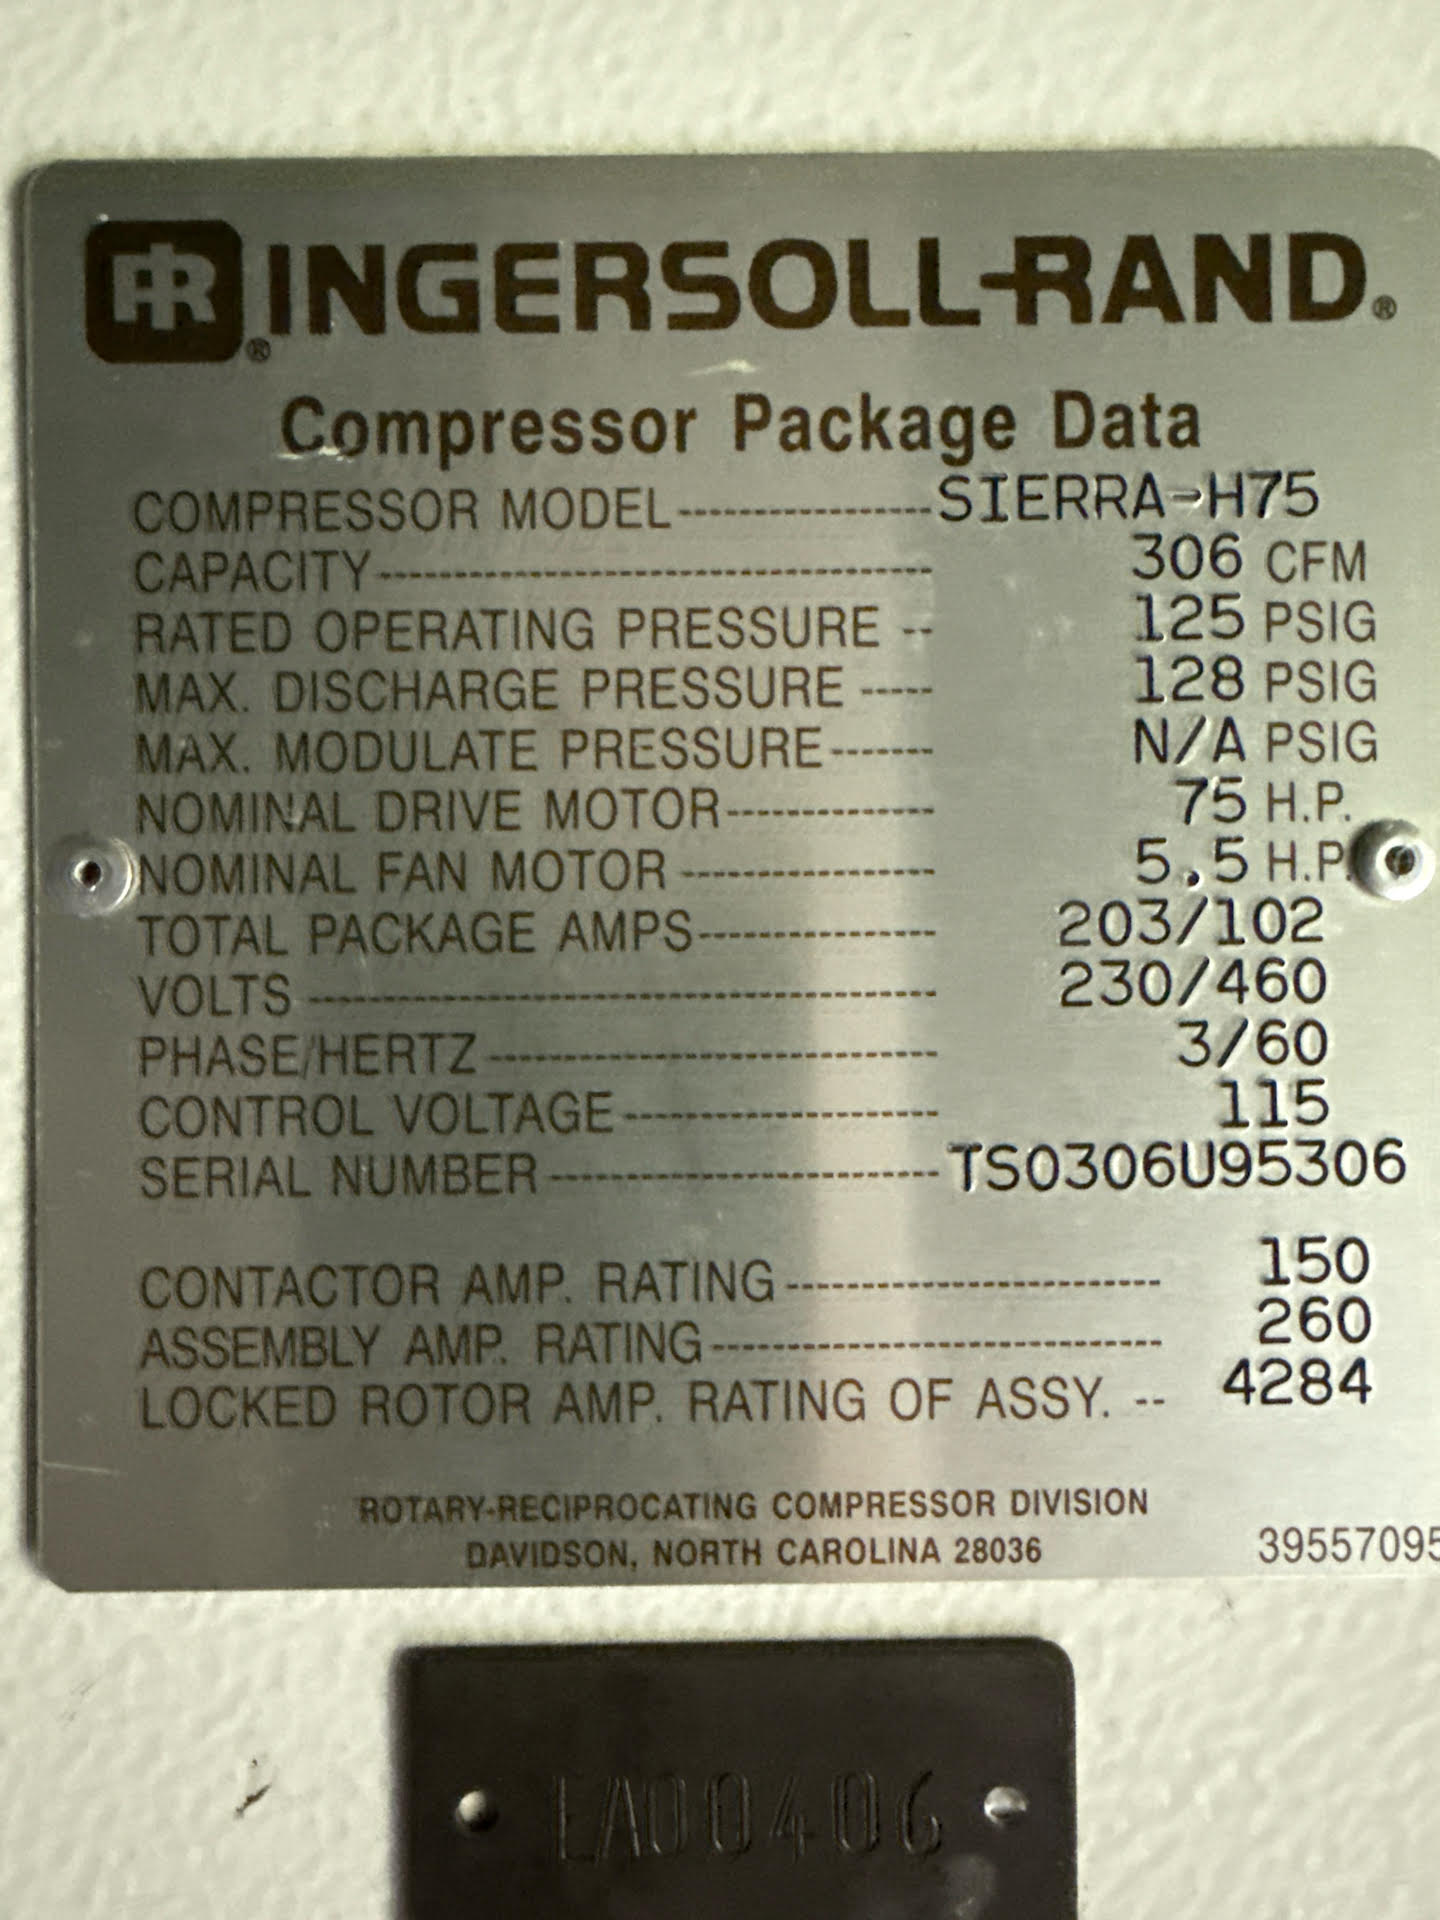 IR® INGERSOLL-RAND®
Compressor Package Data
COMPRESSOR MODEL----------------SIERRA-H75
CAPACITY----------------------------------- 306 CFM
RATED OPERATING PRESSURE -- 125 PSIG
MAX. DISCHARGE PRESSURE ----- 128 PSIG
MAX. MODULATE PRESSURE------- N/A PSIG
NOMINAL DRIVE MOTOR-------------- 75 H.P.
NOMINAL FAN MOTOR ----------------- 5.5 H.P.
TOTAL PACKAGE AMPS---------------- 203/102
VOLTS ------------------------------------------ 230/460
PHASE/HERTZ ------------------------------ 3/60
CONTROL VOLTAGE--------------------- 115
SERIAL NUMBER--------------------------TS0306U95306
CONTACTOR AMP. RATING------------------------- 150
ASSEMBLY AMP. RATING------------------------------ 260
LOCKED ROTOR AMP. RATING OF ASSY. -- 4284
ROTARY-RECIPROCATING COMPRESSOR DIVISION
DAVIDSON, NORTH CAROLINA 28036
39557095
EA00406